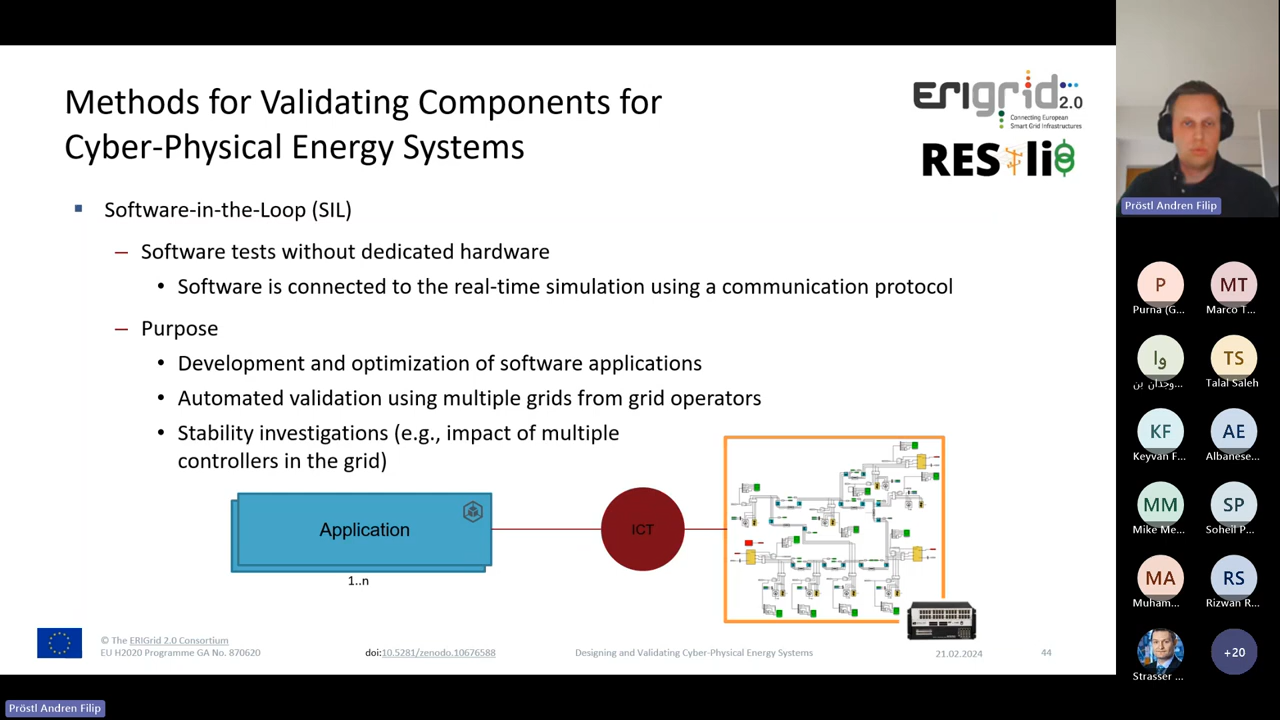 Methods for Validating Components for
Cyber-Physical Energy Systems
ERIgrid 2.0
Connecting European
Smart Grid Infrastructures
RESili8
▪ Software-in-the-Loop (SIL)
– Software tests without dedicated hardware
• Software is connected to the real-time simulation using a communication protocol
– Purpose
• Development and optimization of software applications
• Automated validation using multiple grids from grid operators
• Stability investigations (e.g., impact of multiple
controllers in the grid)
Application
1..n
ICT
© The ERIGrid 2.0 Consortium
EU H2020 Programme GA No. 870620
doi:10.5281/zenodo.10676588
Designing and Validating Cyber-Physical Energy Systems
21.02.2024
44
Pröstl Andren Filip
P
MT
Purna (G...
Marco T...
وا
TS
وجدان بن...
Talal Saleh
KF
AE
Keyvan F...
Albanese...
MM
SP
Mike Me...
Soheil P...
MA
RS
Muham...
Rizwan R...
Strasser ...
+20
Pröstl Andren Filip